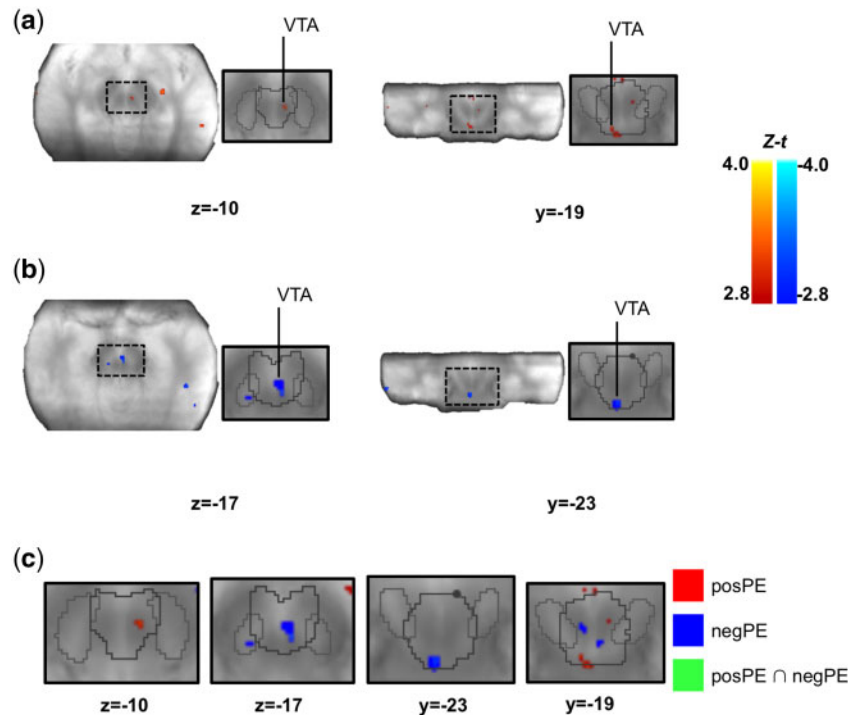 (a)
VTA
VTA
z=-10
y=-19
Z-t
4.0
-4.0
2.8
-2.8
(b)
VTA
VTA
z=-17
y=-23
(c)
posPE
negPE
posPE ∩ negPE
z=-10
z=-17
y=-23
y=-19